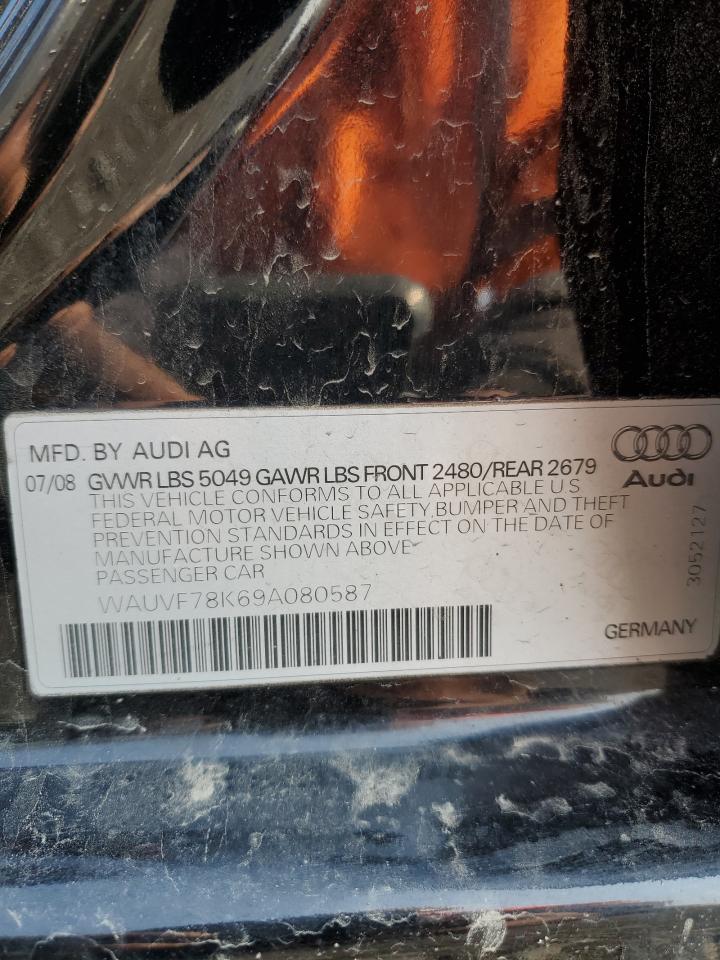 MFD. BY AUDI AG
07/08 GVWR LBS 5049 GAWR LBS FRONT 2480/REAR 2679
THIS VEHICLE CONFORMS TO ALL APPLICABLE U.S
FEDERAL MOTOR VEHICLE SAFETY,BUMPER AND THEFT
PREVENTION STANDARDS IN EFFECT ON THE DATE OF
MANUFACTURE SHOWN ABOVE
PASSENGER CAR
WAUVF78K69A080587
Audi
3052127
GERMANY